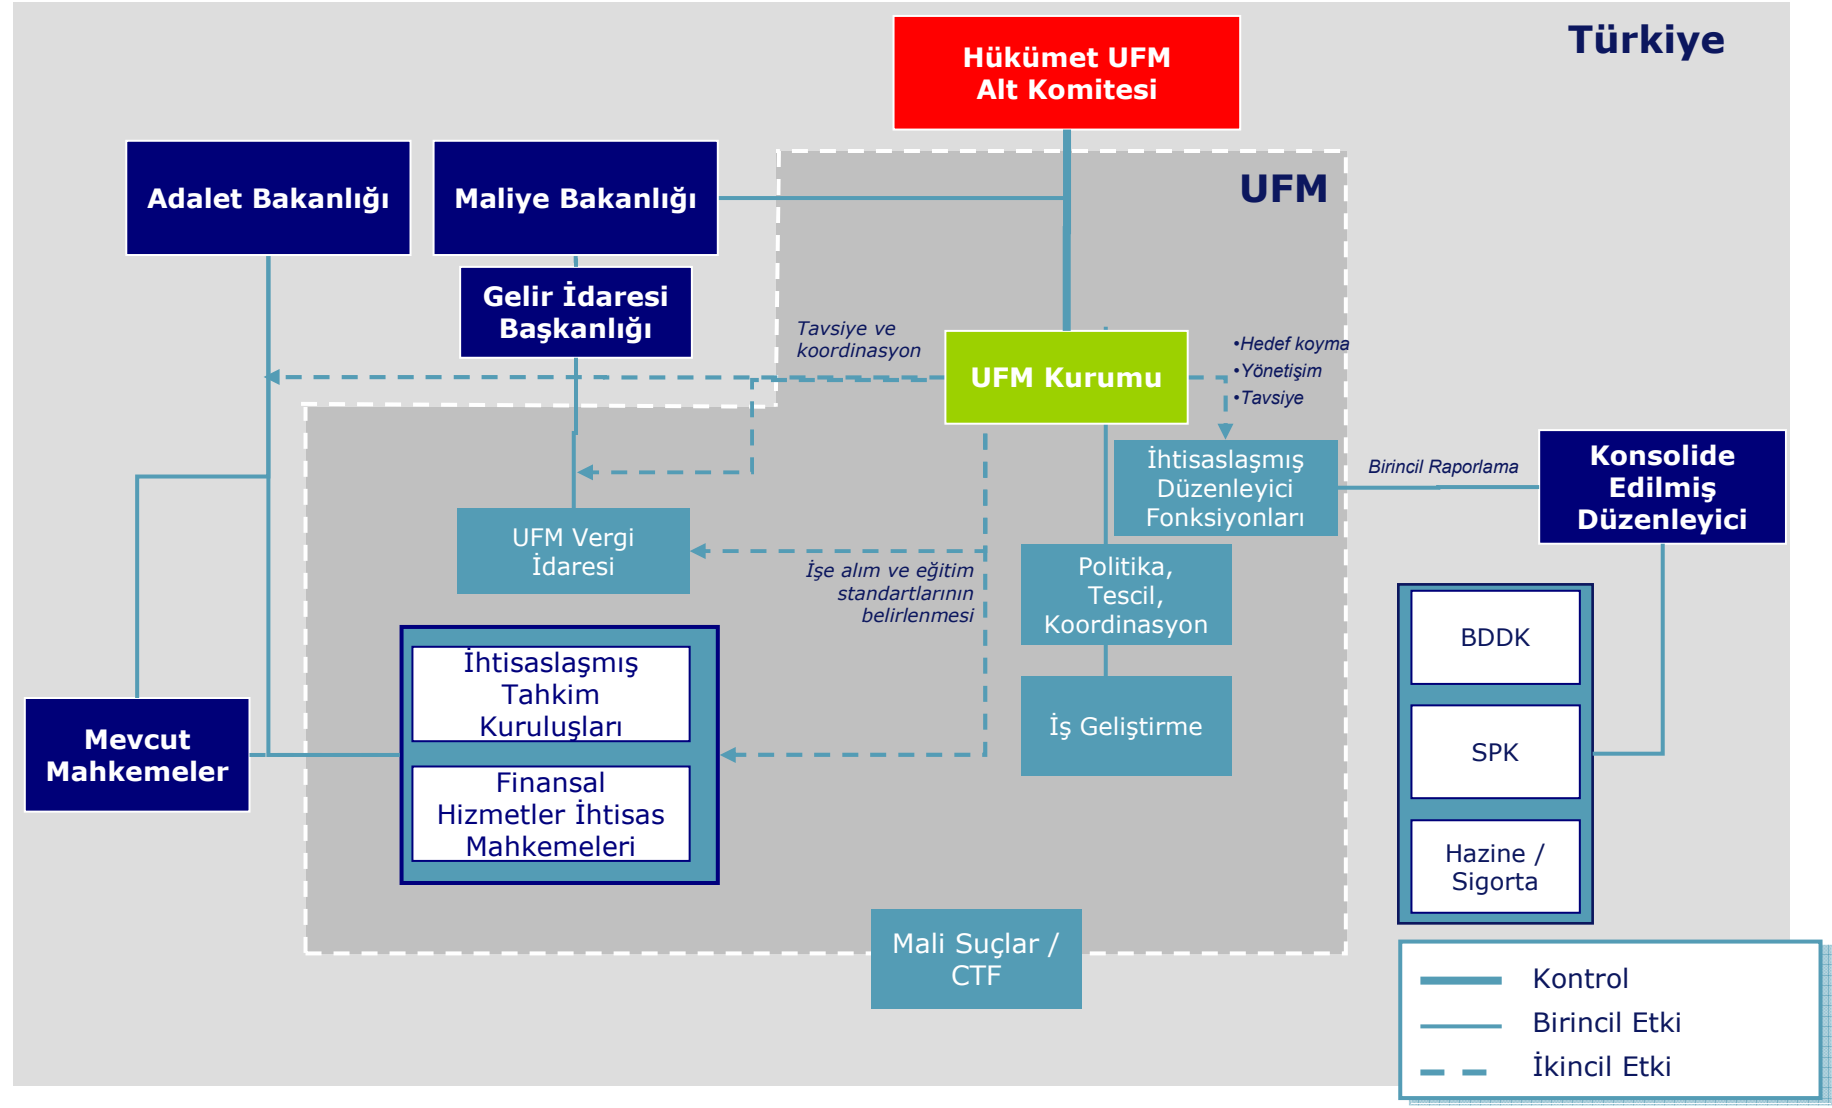 Türkiye
Hükümet UFM
Alt Komitesi
Adalet Bakanlığı
Maliye Bakanlığı
UFM
Gelir İdaresi
Başkanlığı
Tavsiye ve
koordinasyon
UFM Kurumu
•Hedef koyma
•Yönetişim
•Tavsiye
İhtisaslaşmış
Düzenleyici
Fonksiyonları
Birincil Raporlama
Konsolide
Edilmiş
Düzenleyici
UFM Vergi
İdaresi
İşe alım ve eğitim
standartlarının
belirlenmesi
Politika,
Tescil,
Koordinasyon
BDDK
İhtisaslaşmış
Tahkim
Kuruluşları
İş Geliştirme
SPK
Mevcut
Mahkemeler
Finansal
Hizmetler İhtisas
Mahkemeleri
Hazine /
Sigorta
Mali Suçlar /
CTF
Kontrol
Birincil Etki
İkincil Etki